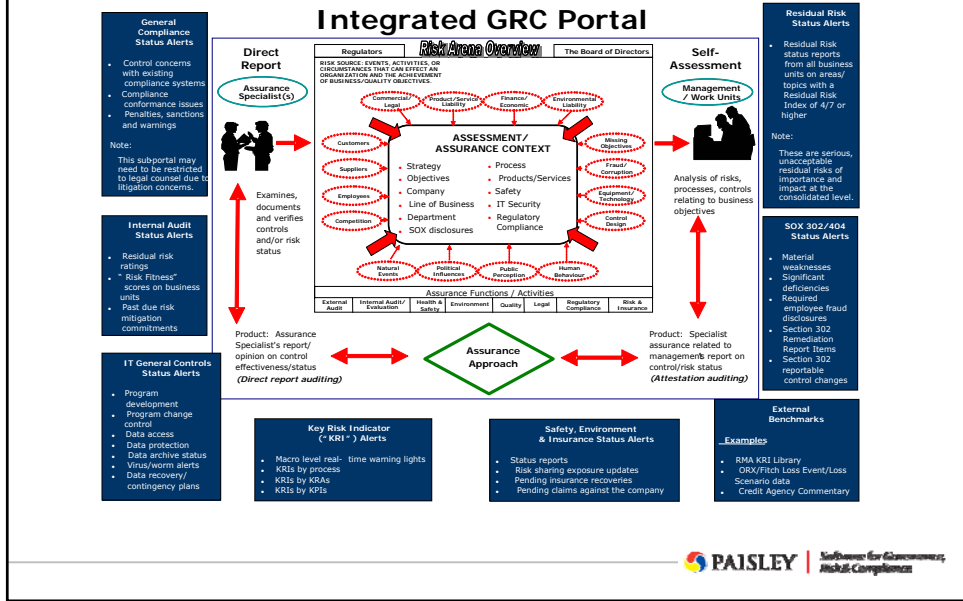 Integrated GRC Portal
General
Compliance
Status Alerts
• Control concerns
with existing
compliance systems
• Compliance
conformance issues
• Penalties, sanctions
and warnings
Note:
This sub-portal may
need to be restricted
to legal counsel due to
litigation concerns.
Internal Audit
Status Alerts
• Residual risk
ratings
• " Risk Fitness"
scores on business
units
• Past due risk
mitigation
commitments
IT General Controls
Status Alerts
• Program
development
• Program change
control
• Data access
• Data protection
• Data archive status
• Virus/worm alerts
• Data recovery/
contingency plans
Direct
Report
Assurance
Specialist(s)
Examines,
documents
and verifies
controls
and/or risk
status
Product: Assurance
Specialist's report/
opinion on control
effectiveness/status
(Direct report auditing)
Regulators
Risk Arena Overview
The Board of Directors
RISK SOURCE: EVENTS, ACTIVITIES, OR
CIRCUMSTANCES THAT CAN EFFECT AN
ORGANIZATION AND THE ACHIEVEMENT
OF BUSINESS/QUALITY OBJECTIVES.
Commercial/
Legal
Product/Service
Liability
Finance/
Economic
Environmental
Liability
Customers
Suppliers
Employees
Competition
ASSESSMENT/
ASSURANCE CONTEXT
• Strategy
• Objectives
• Company
• Line of Business
• Department
• SOX disclosures
• Process
• Products/Services
• Safety
• IT Security
• Regulatory
Compliance
Missing
Objectives
Fraud/
Corruption
Equipment/
Technology
Control
Design
Natural
Events
Political
Influences
Public
Perception
Human
Behaviour
Assurance Functions / Activities
External
Audit
Internal Audit/
Evaluation
Health &
Safety
Environment
Quality
Legal
Regulatory
Compliance
Risk &
Insurance
Assurance
Approach
Self-
Assessment
Management
/ Work Units
Analysis of risks,
processes, controls
relating to business
objectives
Product: Specialist
assurance related to
management's report on
control/risk status
(Attestation auditing)
Residual Risk
Status Alerts
• Residual Risk
status reports
from all business
units on areas/
topics with a
Residual Risk
Index of 4/7 or
higher
Note:
These are serious,
unacceptable
residual risks of
importance and
impact at the
consolidated level.
SOX 302/404
Status Alerts
• Material
weaknesses
• Significant
deficiencies
• Required
employee fraud
disclosures
• Section 302
Remediation
Report Items
• Section 302
reportable
control changes
Key Risk Indicator
("KRI") Alerts
• Macro level real- time warning lights
• KRIs by process
• KRIs by KRAs
• KRIs by KPIs
Safety, Environment
& Insurance Status Alerts
• Status reports
• Risk sharing exposure updates
• Pending insurance recoveries
• Pending claims against the company
External
Benchmarks
Examples
• RMA KRI Library
• ORX/Fitch Loss Event/Loss
Scenario data
• Credit Agency Commentary
PAISLEY
Software for Governance,
Risk & Compliance